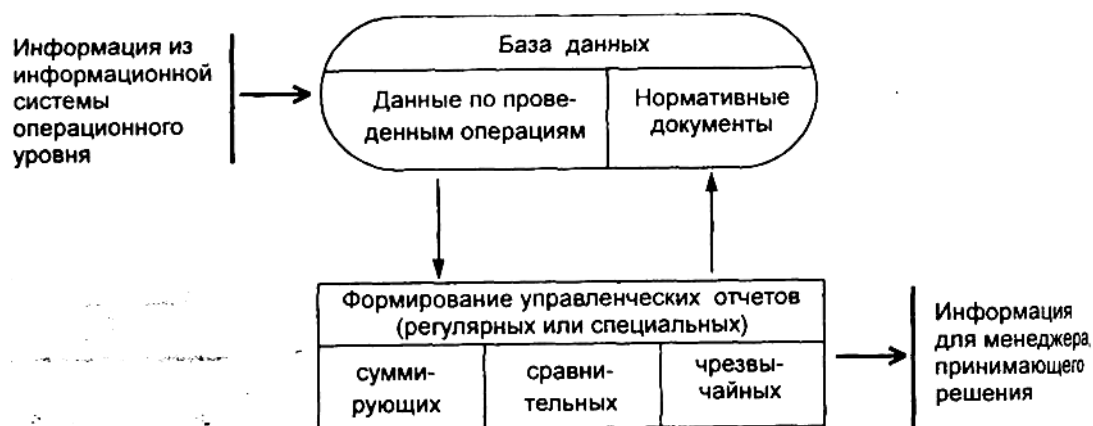 Информация из
информационной
системы
операционного
уровня
База данных
Данные по прове-
денным операциям
Нормативные
документы
Формирование управленческих отчетов
(регулярных или специальных)
сумми-
рующих
сравни-
тельных
чрезвы-
чайных
Информация
для менеджера,
принимающего
решения